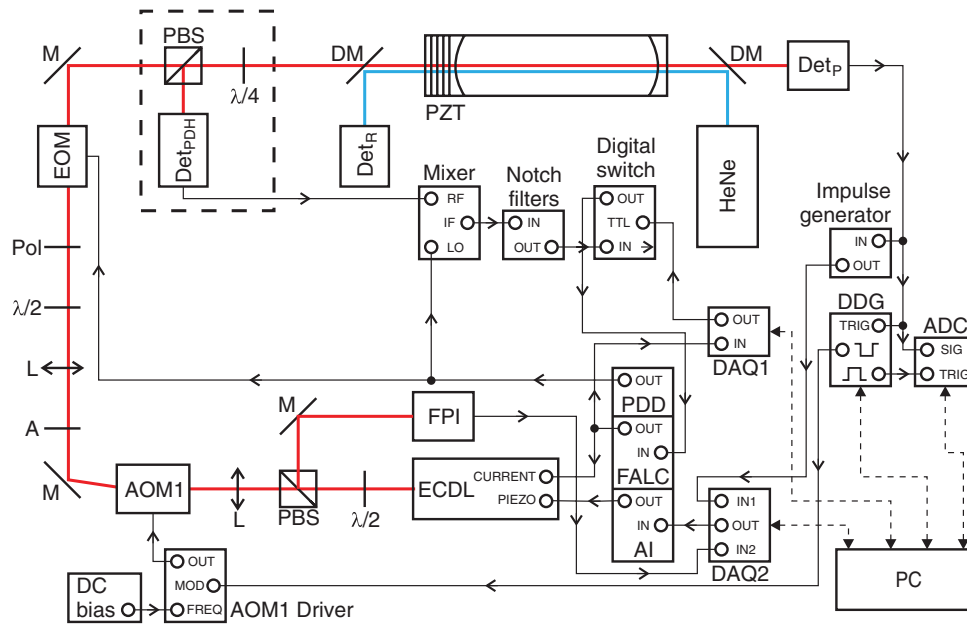 PBS
M
DM
DM
Det_P
λ/4
PZT
EOM
Det_PDH
Det_R
HeNe
Mixer
RF
IF
LO
Notch
filters
IN
OUT
Digital
switch
OUT
TTL
IN
Impulse
generator
IN
OUT
Pol
λ/2
L
A
M
DDG
TRIG
ADC
SIG
TRIG
OUT
IN
DAQ1
OUT
PDD
OUT
IN
FALC
OUT
IN
AI
M
FPI
AOM1
L
PBS
λ/2
ECDL
CURRENT
PIEZO
IN1
OUT
IN2
DAQ2
PC
DC
bias
OUT
MOD
FREQ
AOM1 Driver